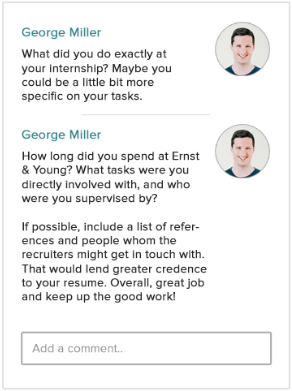 George Miller
What did you do exactly at
your internship? Maybe you
could be a little bit more
specific on your tasks.
George Miller
How long did you spend at Ernst
& Young? What tasks were you
directly involved with, and who
were you supervised by?
If possible, include a list of refer-
ences and people whom the
recruiters might get in touch with.
That would lend greater credence
to your resume. Overall, great job
and keep up the good work!
Add a comment..